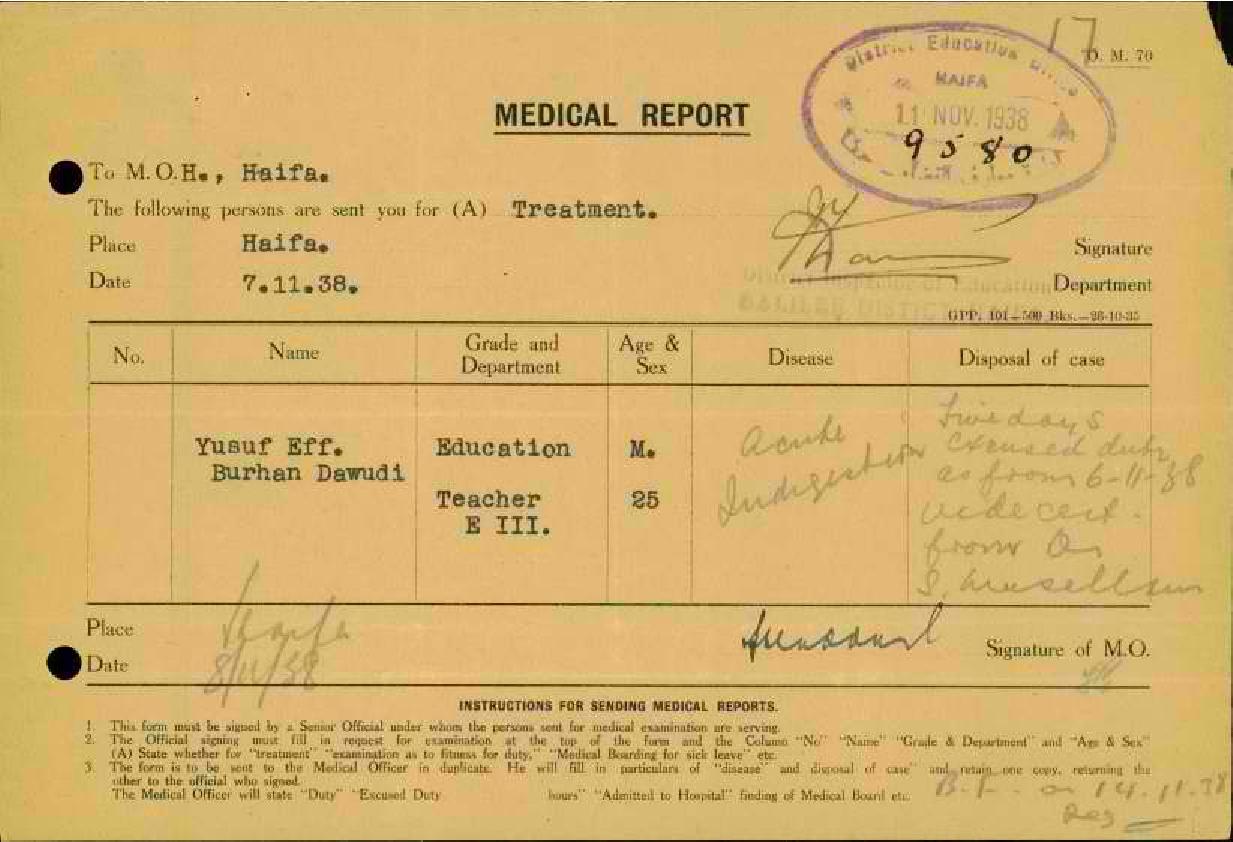 17
D. M. 70
District Education Office
HAIFA
11 NOV. 1938
9580
MEDICAL REPORT
To M.O.H., Haifa.
The following persons are sent you for (A) Treatment.
Place Haifa. Signature
Date 7.11.38. Department
District Inspector of Education
GALILEE DISTRICT
GPP. 101—500 Bks.—26-10-35
No. Name Grade and Department Age & Sex Disease Disposal of case
Yusuf Eff. Burhan Dawudi
Education
Teacher
E III.
M.
25
Acute
Indigestion
Five days
excused duty
as from 6-11-38
vide cert.
from Dr
S. Musellam
Place Haifa
Date 8/11/38
Signature of M.O.
INSTRUCTIONS FOR SENDING MEDICAL REPORTS.
1. This form must be signed by a Senior Official under whom the persons sent for medical examination are serving.
2. The Official signing must fill in request for examination at the top of the form and the Column "No" "Name" "Grade & Department" and "Age & Sex"
(A) State whether for "treatment" "examination as to fitness for duty," "Medical Boarding for sick leave" etc.
3. The form is to be sent to the Medical Officer in duplicate. He will fill in particulars of "disease" and disposal of case" and retain one copy, returning the
other to the official who signed.
The Medical Officer will state "Duty" "Excused Duty hours" "Admitted to Hospital" finding of Medical Board etc.
B.F. on 14.11.38
Reg